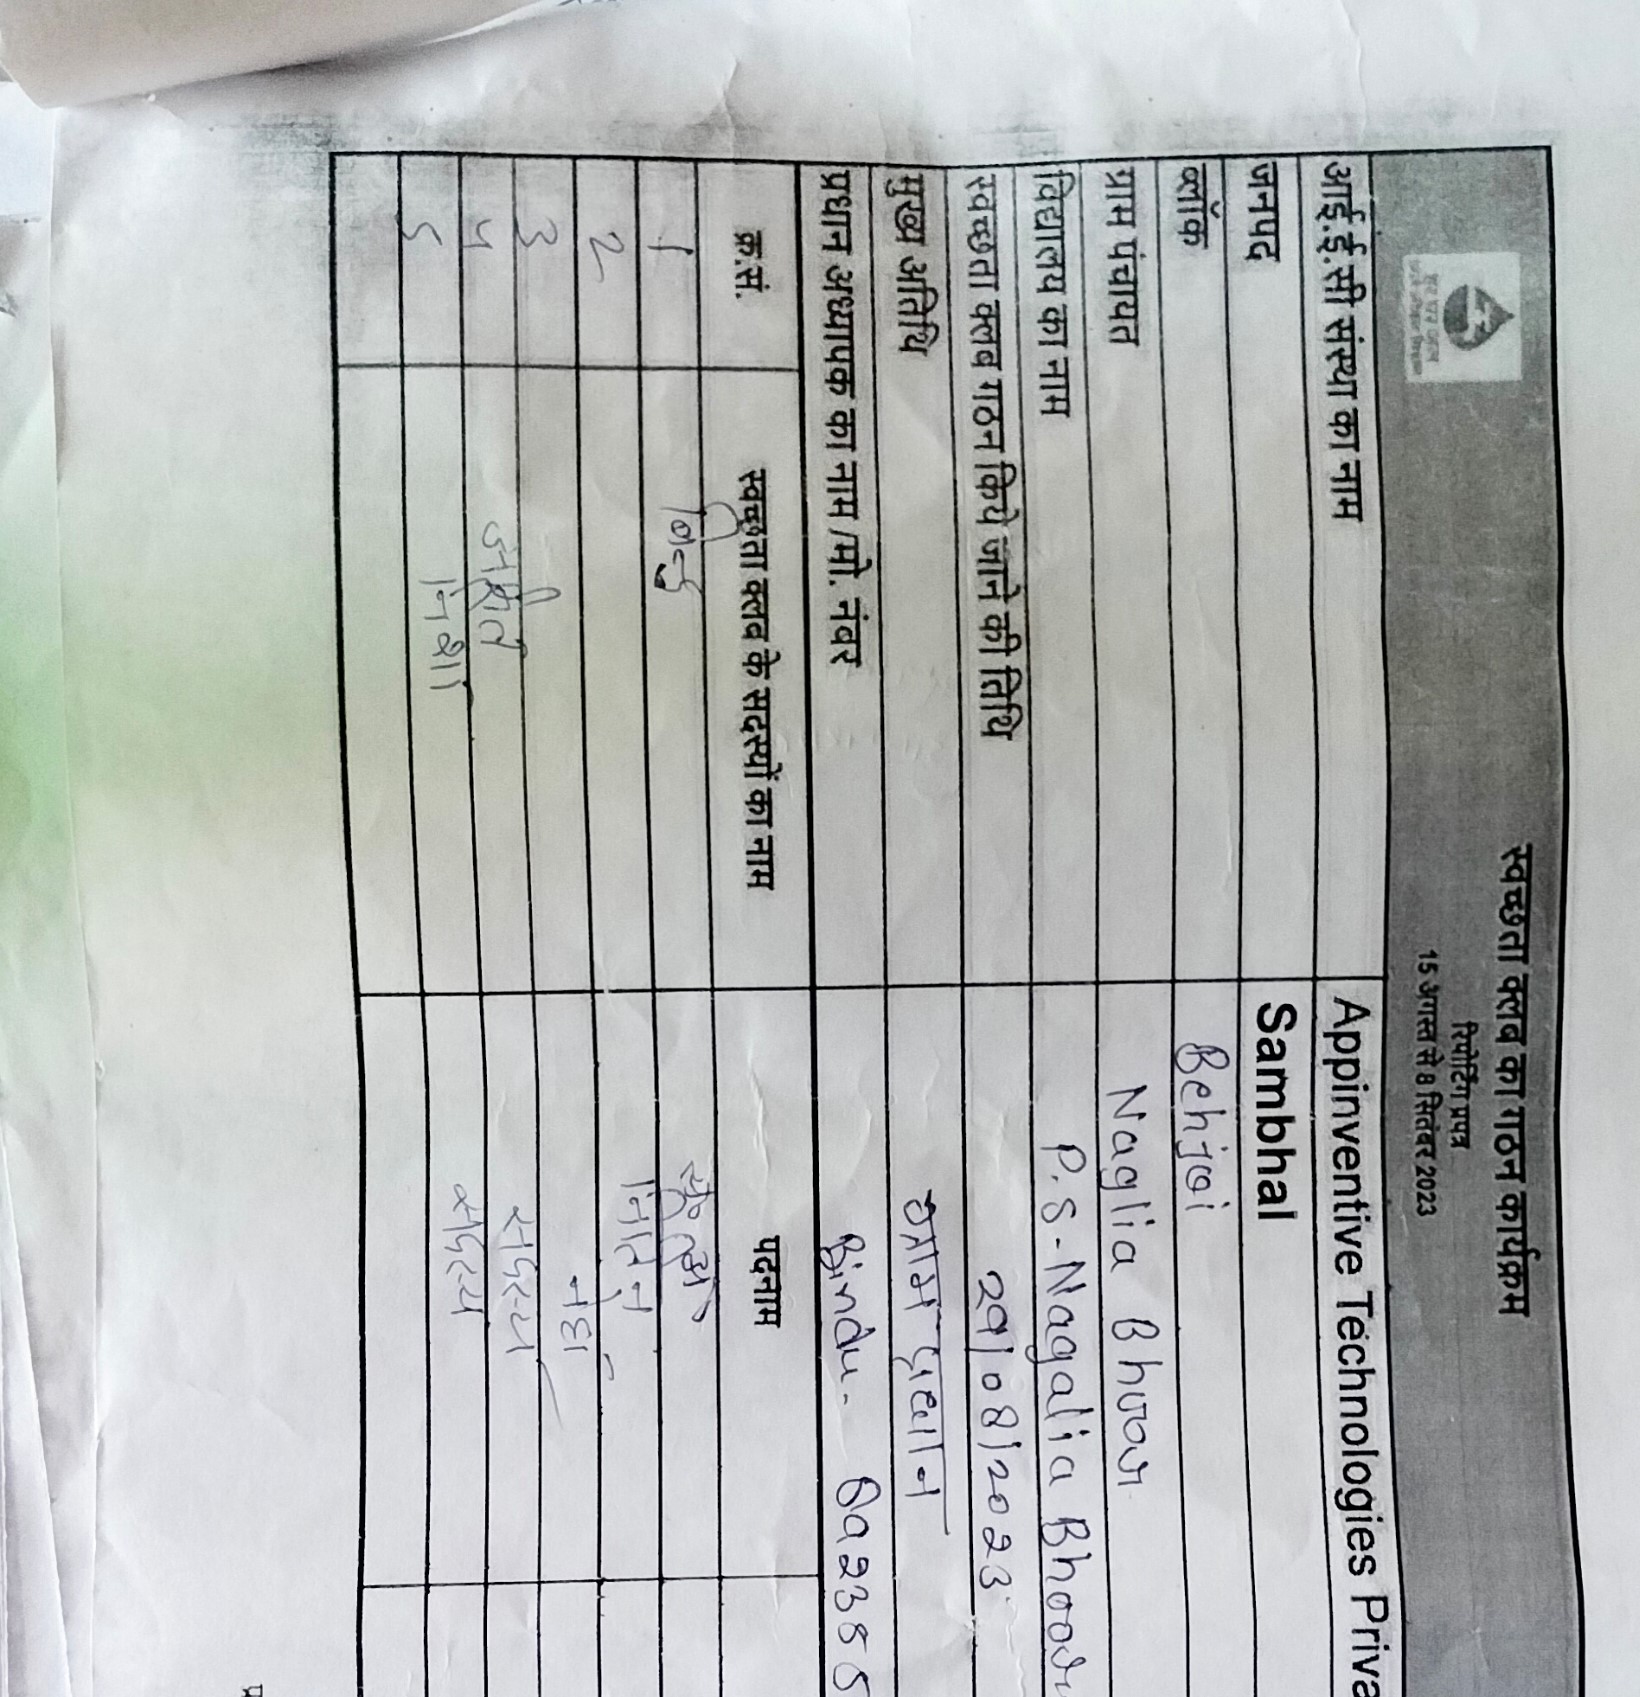 स्वच्छता क्लब का गठन कार्यक्रम
रिपोर्टिंग प्रपत्र
15 अगस्त से 8 सितंबर 2023
आई.ई.सी संस्था का नाम Appinventive Technologies Priva
जनपद Sambhal
ब्लॉक Behjoi
ग्राम पंचायत Naglia Bhoor
विद्यालय का नाम P.S-Nagalia Bhoor
स्वच्छता क्लब गठन किये जाने की तिथि 29/08/2023
मुख्य अतिथि ग्राम प्रधान
प्रधान अध्यापक का नाम /मो. नंबर Bindu-
क्र.सं. स्वच्छता क्लब के सदस्यों का नाम पदनाम
1 बिन्दु
2 नितिन
3 नेहा
4 सदस्य
5 निशा सदस्य